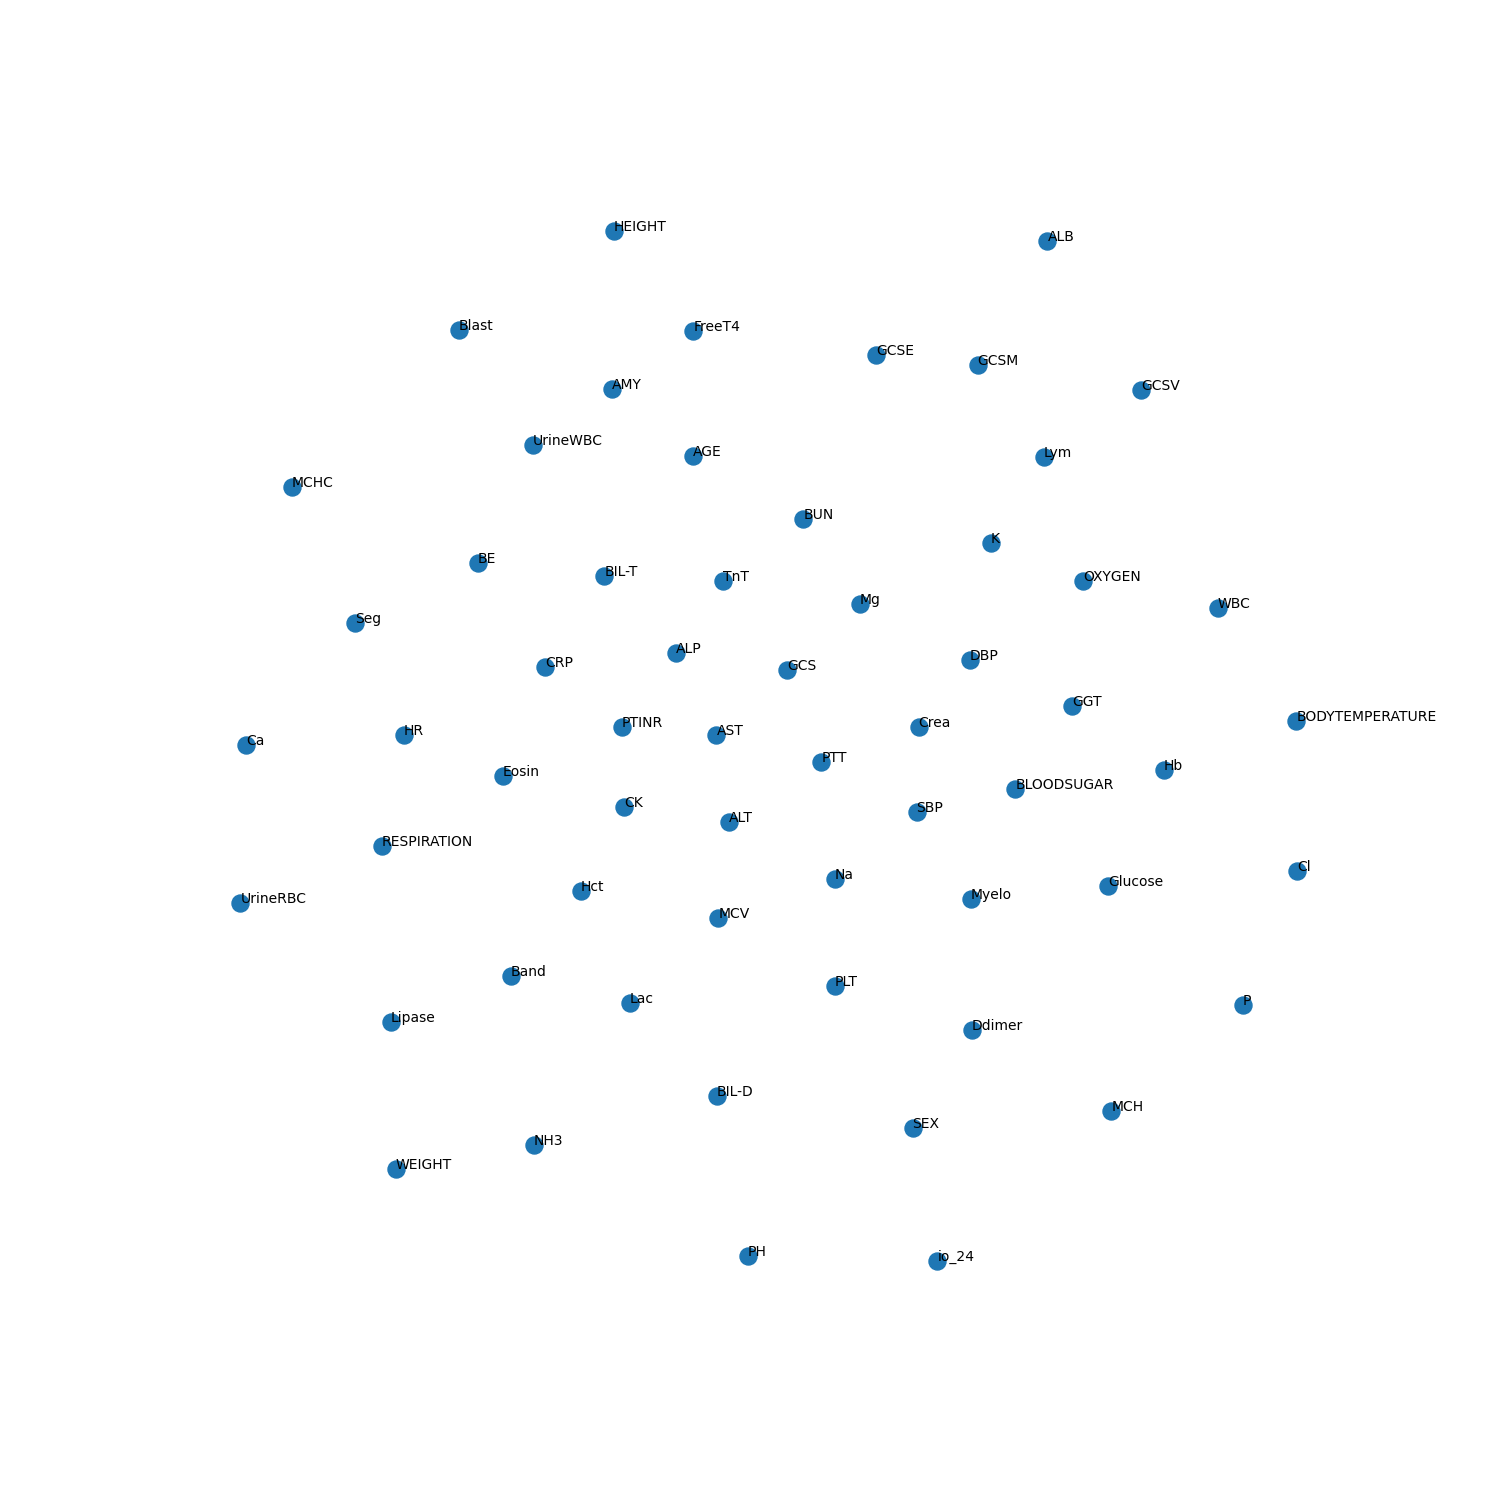 HEIGHT
ALB
Blast
FreeT4
GCSE
GCSM
AMY
GCSV
UrineWBC
AGE
Lym
MCHC
BUN
K
BE
BIL-T
TnT
OXYGEN
Mg
WBC
Seg
ALP
DBP
CRP
GCS
GGT
BODYTEMPERATURE
PTINR
Crea
HR
AST
Ca
PTT
Hb
Eosin
BLOODSUGAR
CK
SBP
ALT
RESPIRATION
Cl
Na
Glucose
Hct
Myelo
UrineRBC
MCV
Band
PLT
Lac
P
Lipase
Ddimer
BIL-D
MCH
SEX
NH3
WEIGHT
PH
io_24